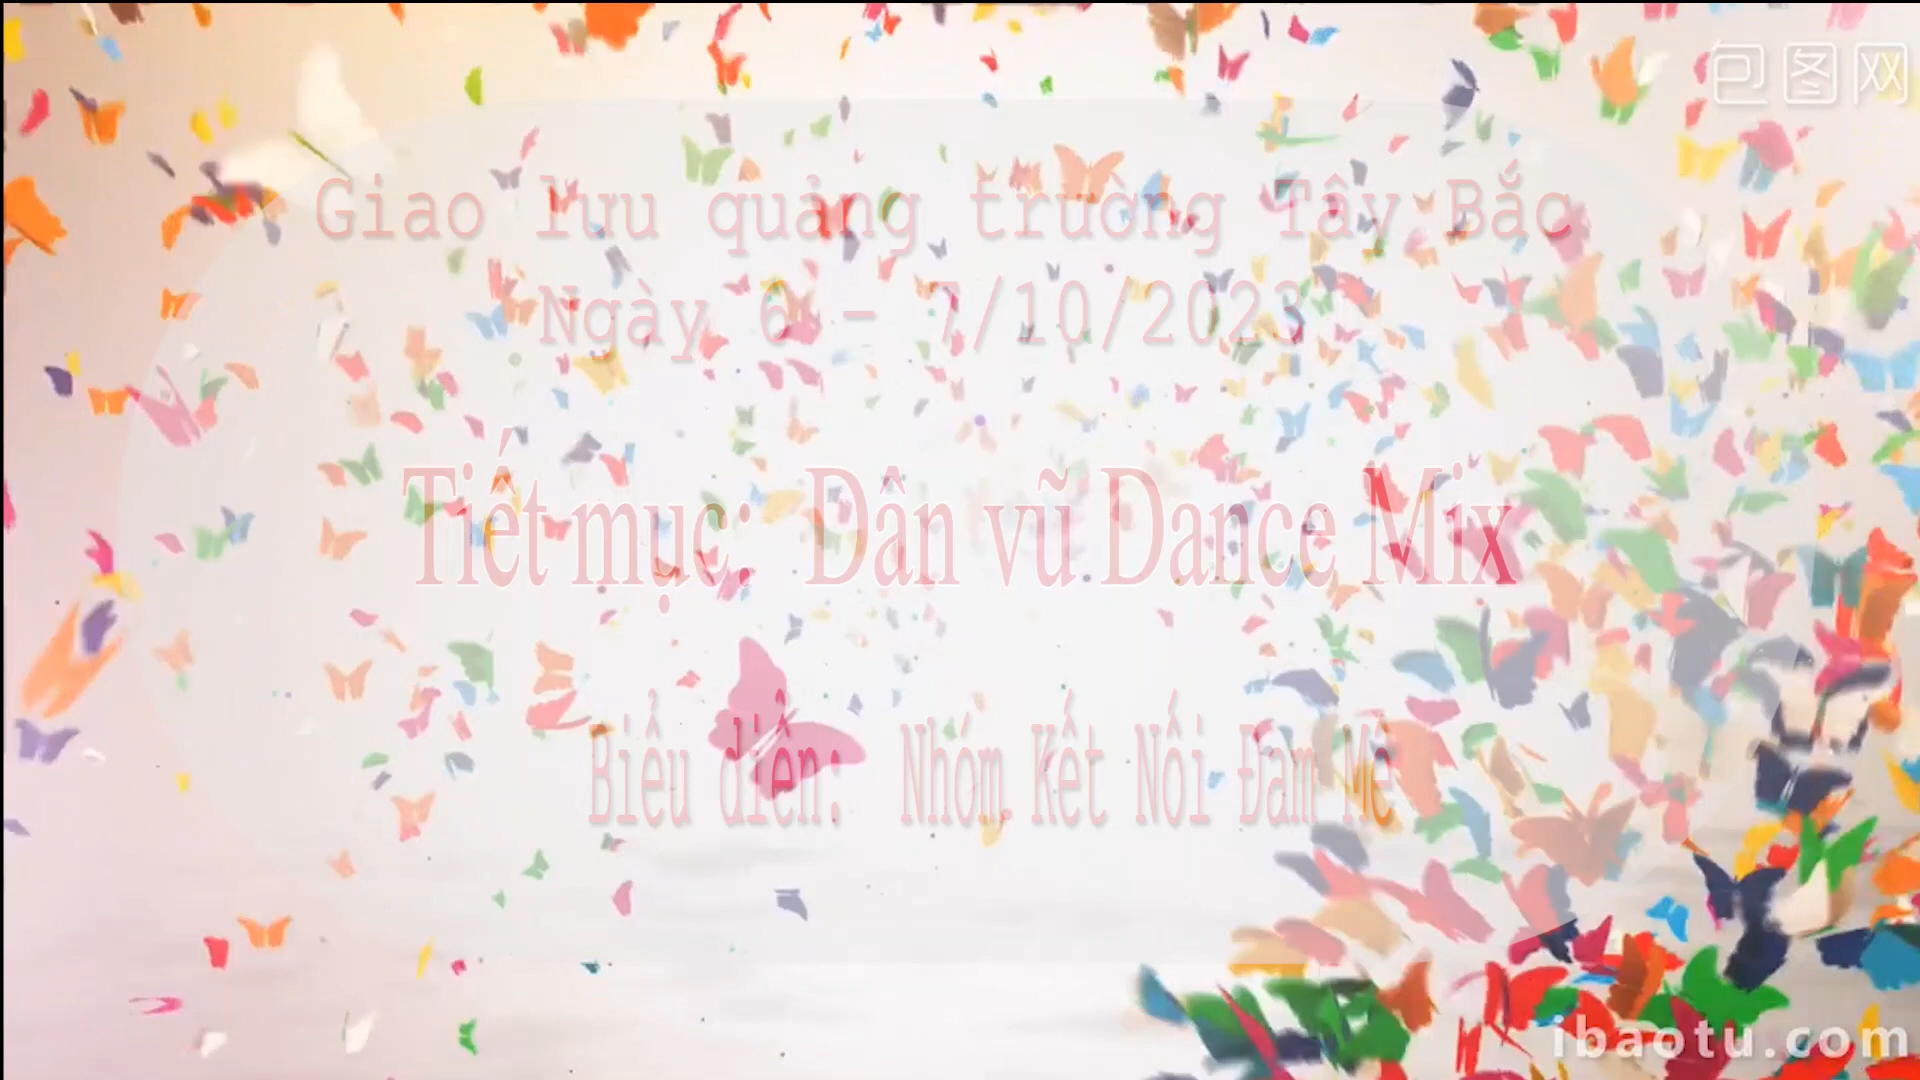 包图网
Giao lưu quảng trường Tây Bắc
Ngày 6 - 7/10/2023
Tiết mục: Dân vũ Dance Mix
Biểu diễn: Nhóm Kết Nối Đam Mê
ibaotu.com